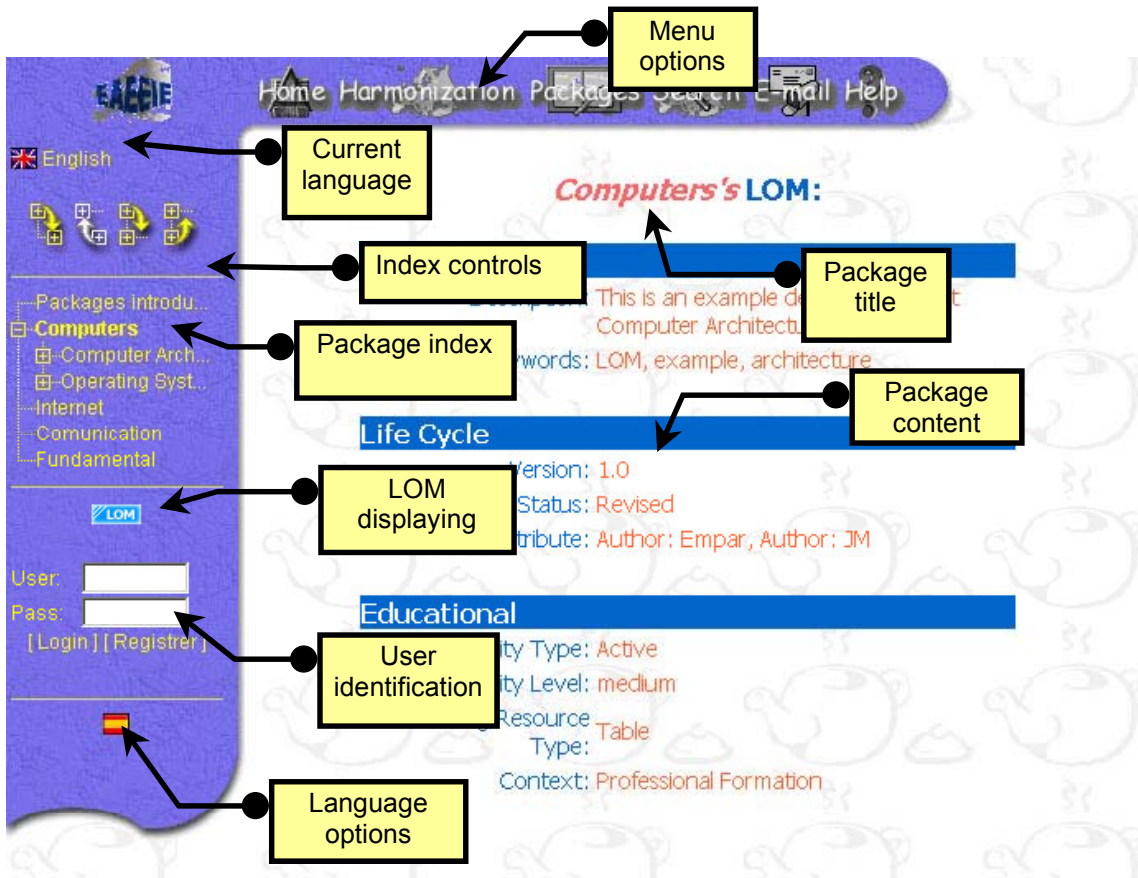 Menu
options
EAEEIE
Home Harmonization Packages Search E-mail Help
English
Current
language
Computers's LOM:
Index controls
Package
title
Packages introdu...
Computers
Computer Arch...
Operating Syst...
Internet
Comunication
Fundamental
Package index
This is an example
Computer
LOM, example, architecture
Package
content
Life Cycle
Version: 1.0
Status: Revised
Author: Empar, Author: JM
LOM
displaying
LOM
User:
Pass:
[ Login ] [ Registrer ]
User
identification
Educational
Type: Active
Level: medium
Resource
Type:
Table
Context: Professional Formation
Language
options